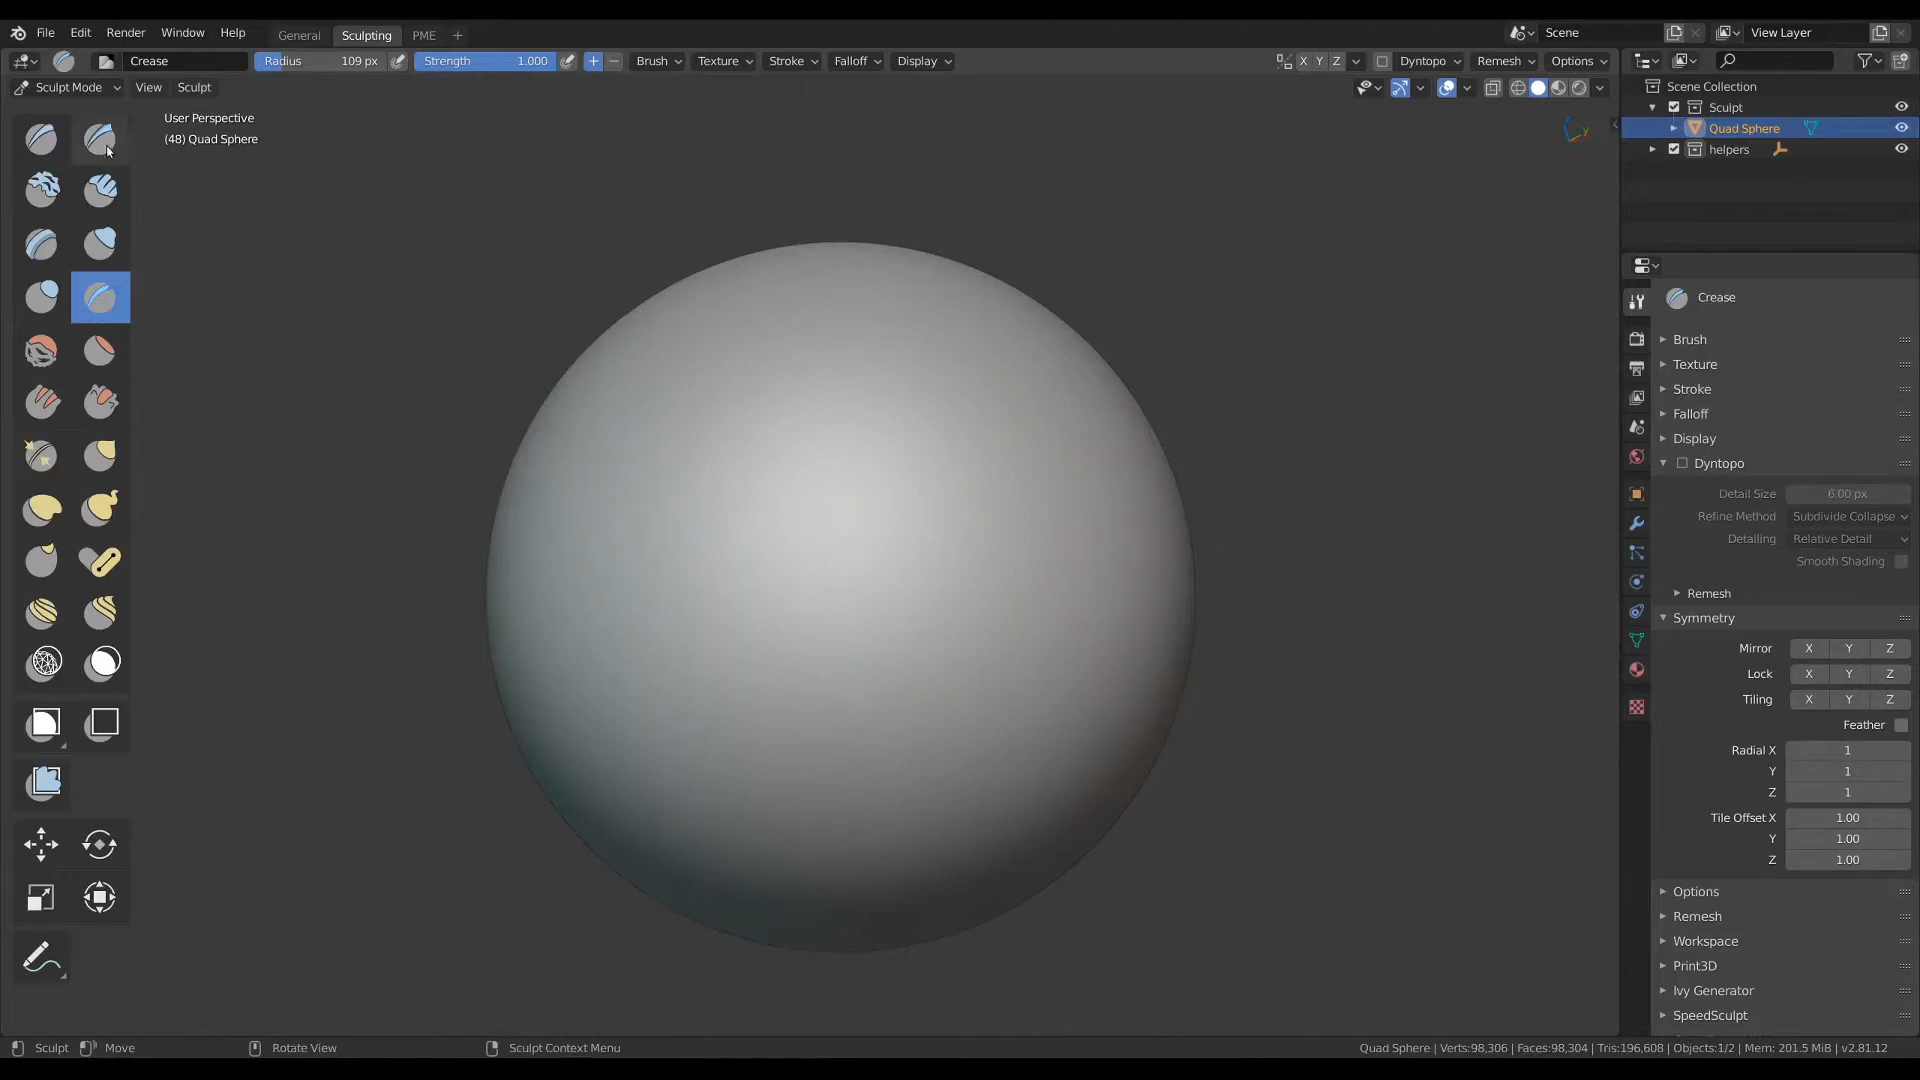 File Edit Render Window Help General Sculpting PME + Scene View Layer
Crease Radius 109 px Strength 1.000 + − Brush Texture Stroke Falloff Display X Y Z Dyntopo Remesh Options
Sculpt Mode View Sculpt
User Perspective
(48) Quad Sphere
Scene Collection
Sculpt
Quad Sphere
helpers
Crease
Brush
Texture
Stroke
Falloff
Display
Dyntopo
Detail Size 6.00 px
Refine Method Subdivide Collapse
Detailing Relative Detail
Smooth Shading
Remesh
Symmetry
Mirror X Y Z
Lock X Y Z
Tiling X Y Z
Feather
Radial X 1
Y 1
Z 1
Tile Offset X 1.00
Y 1.00
Z 1.00
Options
Remesh
Workspace
Print3D
Ivy Generator
SpeedSculpt
Sculpt Move Rotate View Sculpt Context Menu Quad Sphere | Verts:98,306 | Faces:98,304 | Tris:196,608 | Objects:1/2 | Mem: 201.5 MiB | v2.81.12